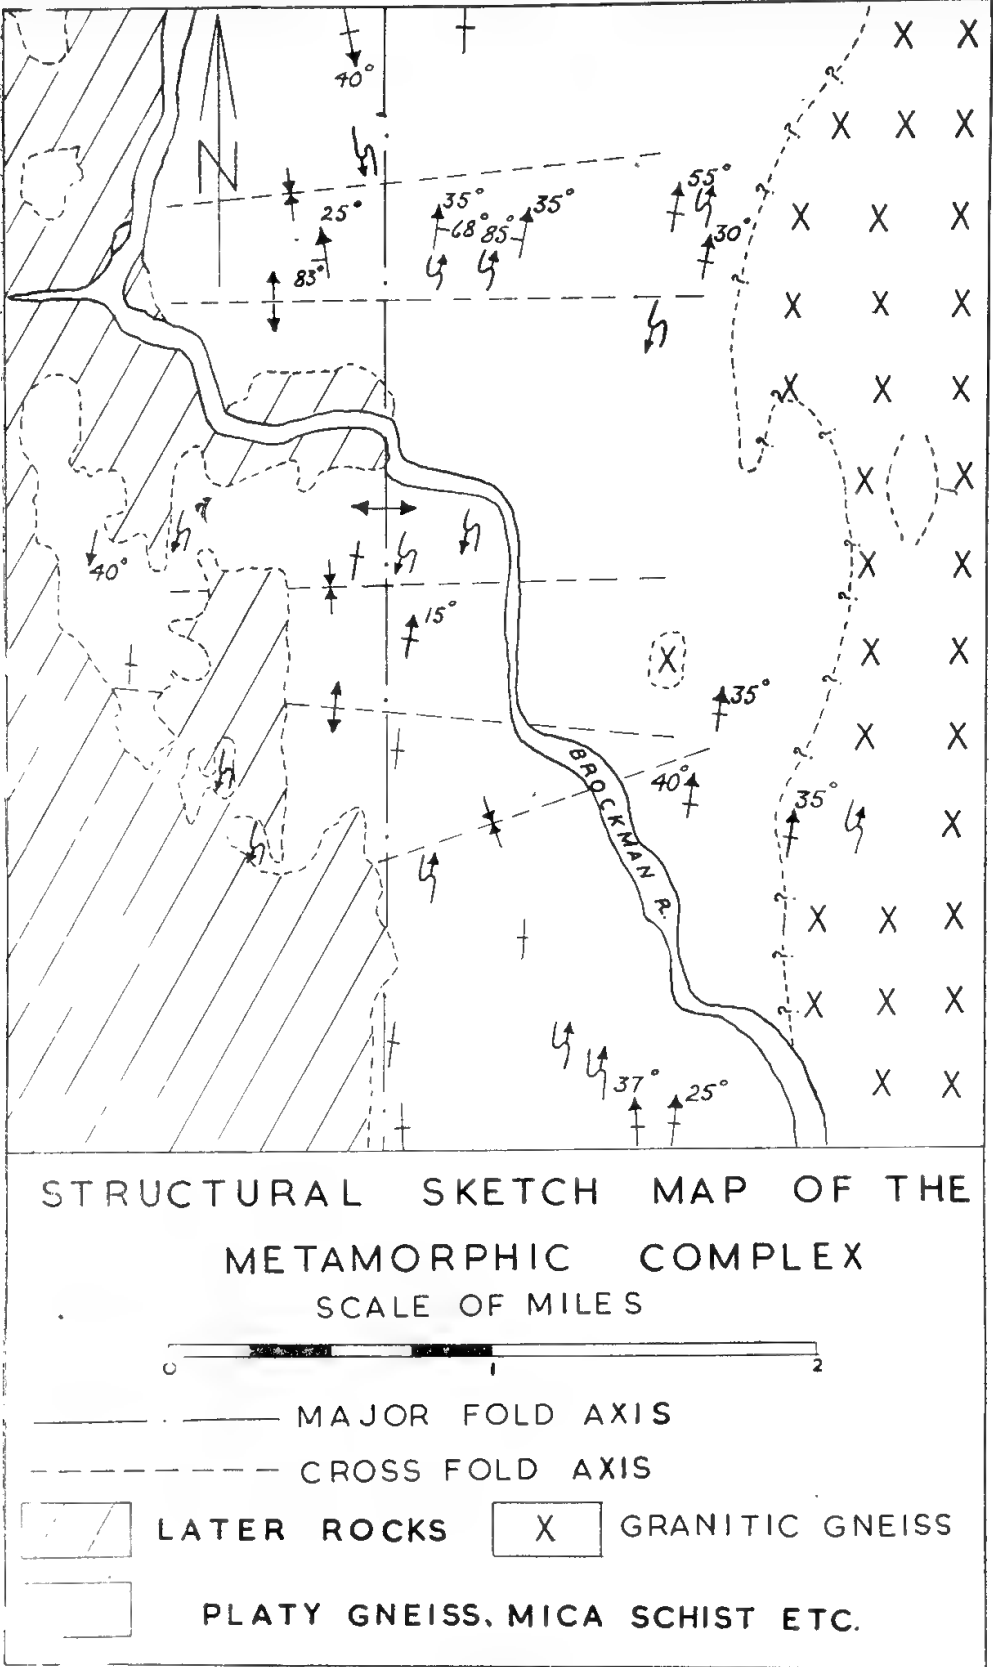 40°
N
25°
83°
35°
68°
85°
35°
55°
30°
40°
15°
35°
40°
35°
BROCKMAN R.
37°
25°
STRUCTURAL SKETCH MAP OF THE
METAMORPHIC COMPLEX
SCALE OF MILES
0 1 2
MAJOR FOLD AXIS
CROSS FOLD AXIS
LATER ROCKS X GRANITIC GNEISS
PLATY GNEISS, MICA SCHIST ETC.